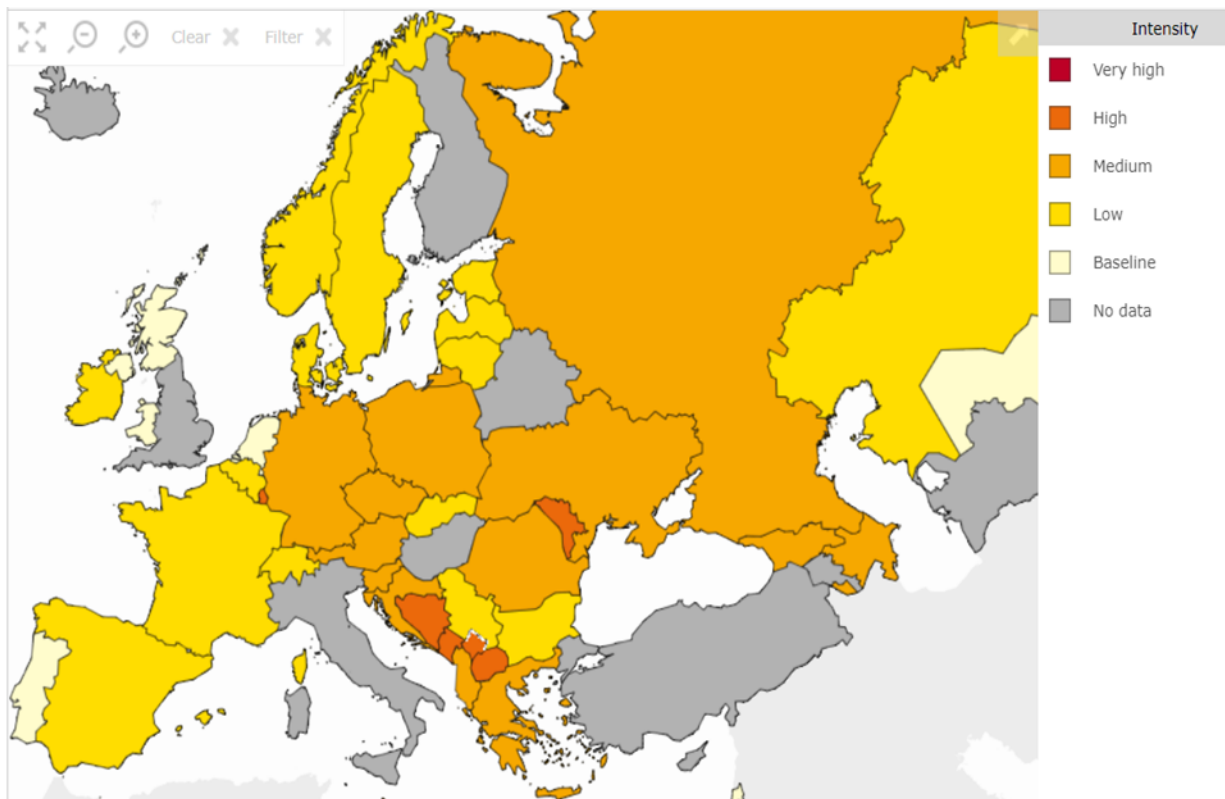 Clear
Filter
Intensity
Very high
High
Medium
Low
Baseline
No data